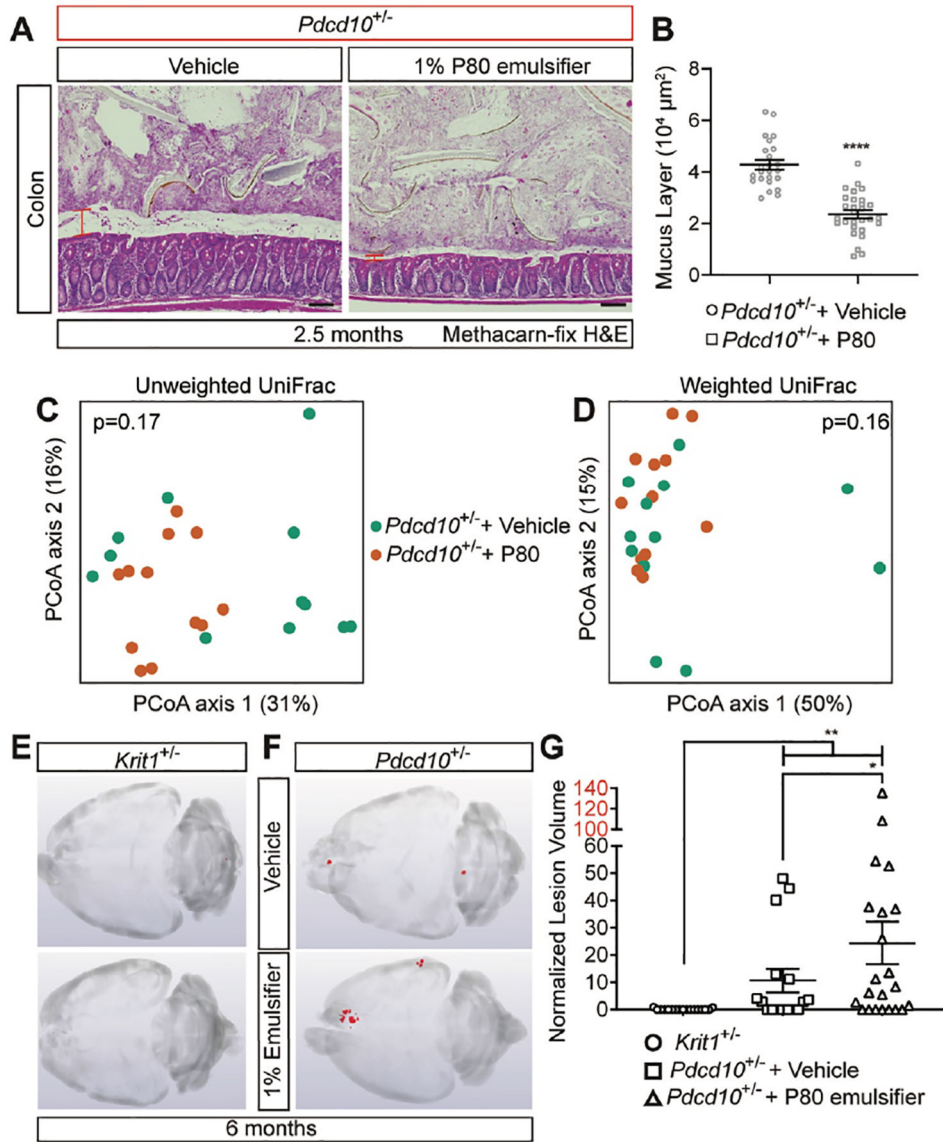 A
Pdcd10+/-
Vehicle
1% P80 emulsifier
Colon
2.5 months Methacarn-fix H&E
B
Mucus Layer (10⁴ µm²)
8
6
4
2
0
****
Pdcd10+/- + Vehicle
Pdcd10+/- + P80
Unweighted UniFrac
C
p=0.17
PCoA axis 2 (16%)
PCoA axis 1 (31%)
Pdcd10+/- + Vehicle
Pdcd10+/- + P80
Weighted UniFrac
D
p=0.16
PCoA axis 2 (15%)
PCoA axis 1 (50%)
E
Krit1+/-
F
Pdcd10+/-
Vehicle
1% Emulsifier
6 months
G
Normalized Lesion Volume
140
120
100
60
50
40
30
20
10
0
**
*
Krit1+/-
Pdcd10+/- + Vehicle
Pdcd10+/- + P80 emulsifier